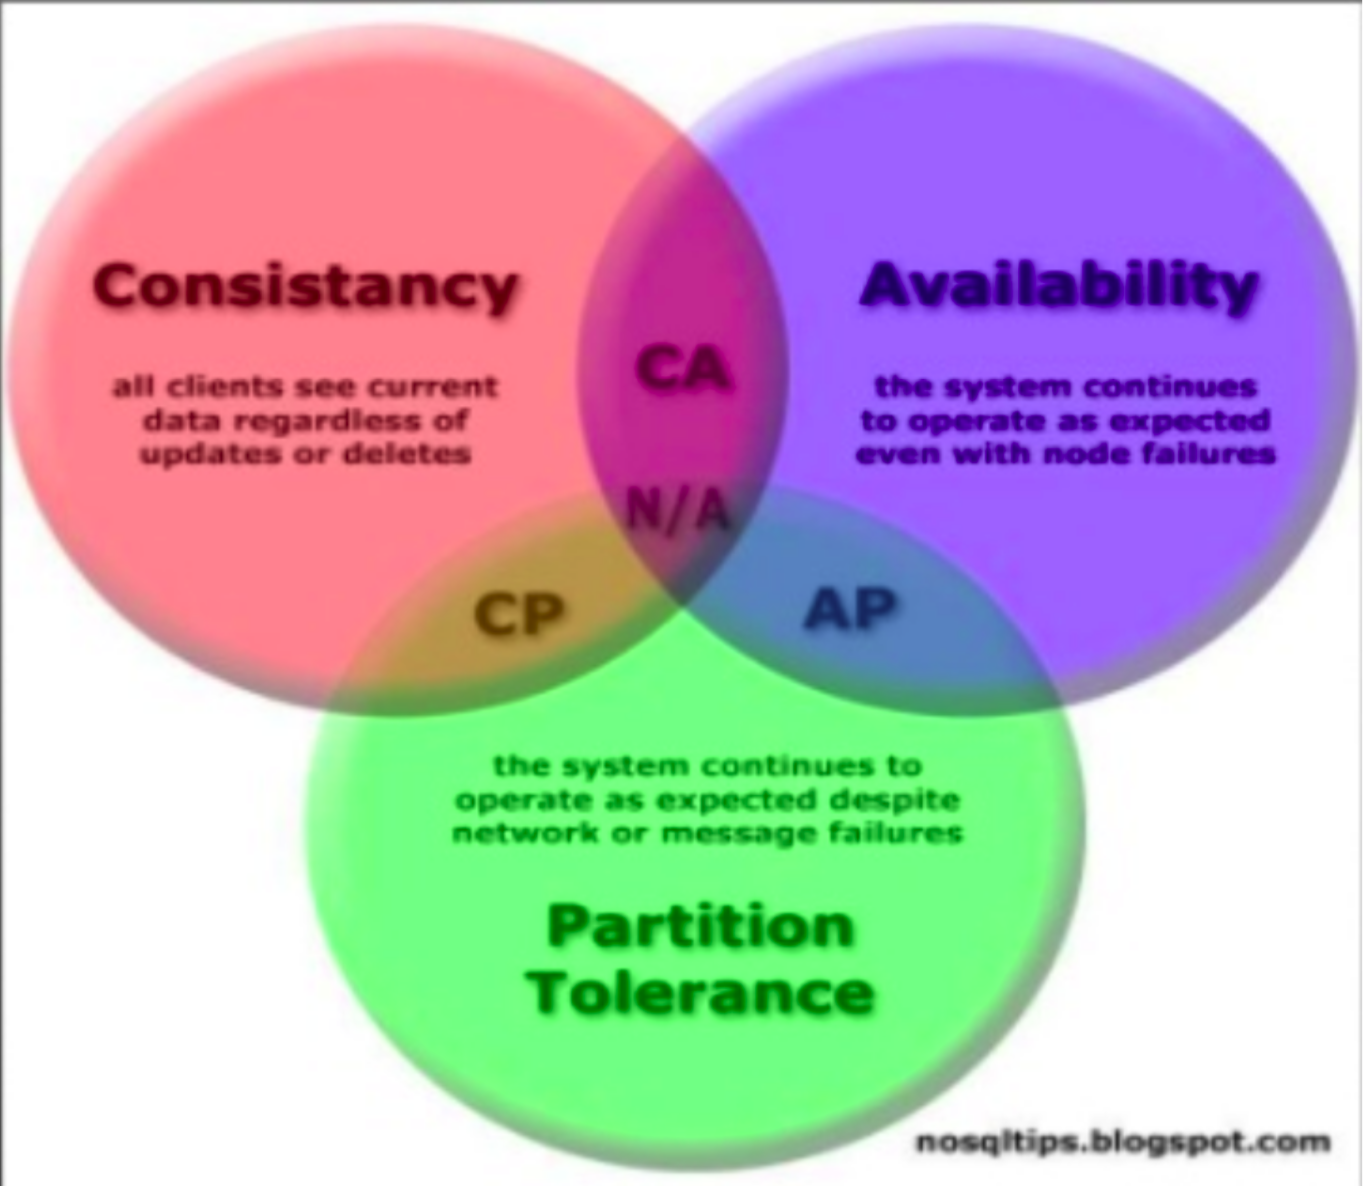 Consistancy
all clients see current
data regardless of
updates or deletes
Availability
the system continues
to operate as expected
even with node failures
CA
N/A
CP
AP
the system continues to
operate as expected despite
network or message failures
Partition
Tolerance
nosqltips.blogspot.com